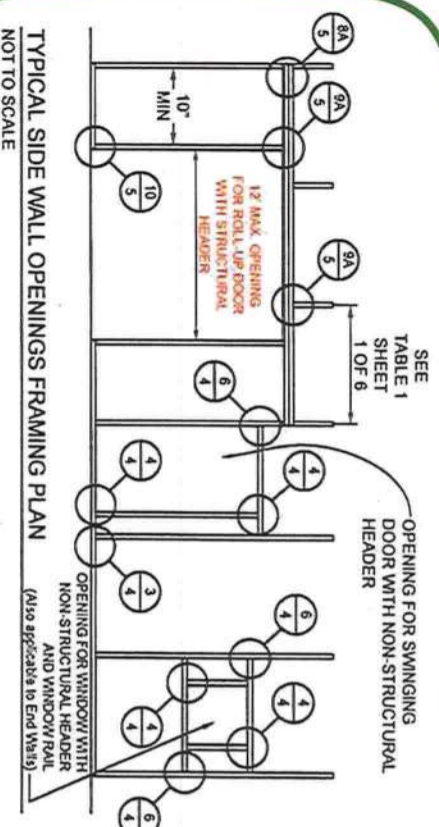 8A
5
9A
5
10"
MIN
10
5
12' MAX. OPENING
FOR ROLL-UP DOOR
WITH STRUCTURAL
HEADER
9A
5
SEE
TABLE 1
SHEET
1 OF 6
OPENING FOR SWINGING
DOOR WITH NON-STRUCTURAL
HEADER
6
4
4
4
4
4
3
4
6
4
4
4
4
4
6
4
OPENING FOR WINDOW WITH
NON-STRUCTURAL HEADER
AND WINDOW RAIL
(Also applicable to End Walls)
TYPICAL SIDE WALL OPENINGS FRAMING PLAN
NOT TO SCALE